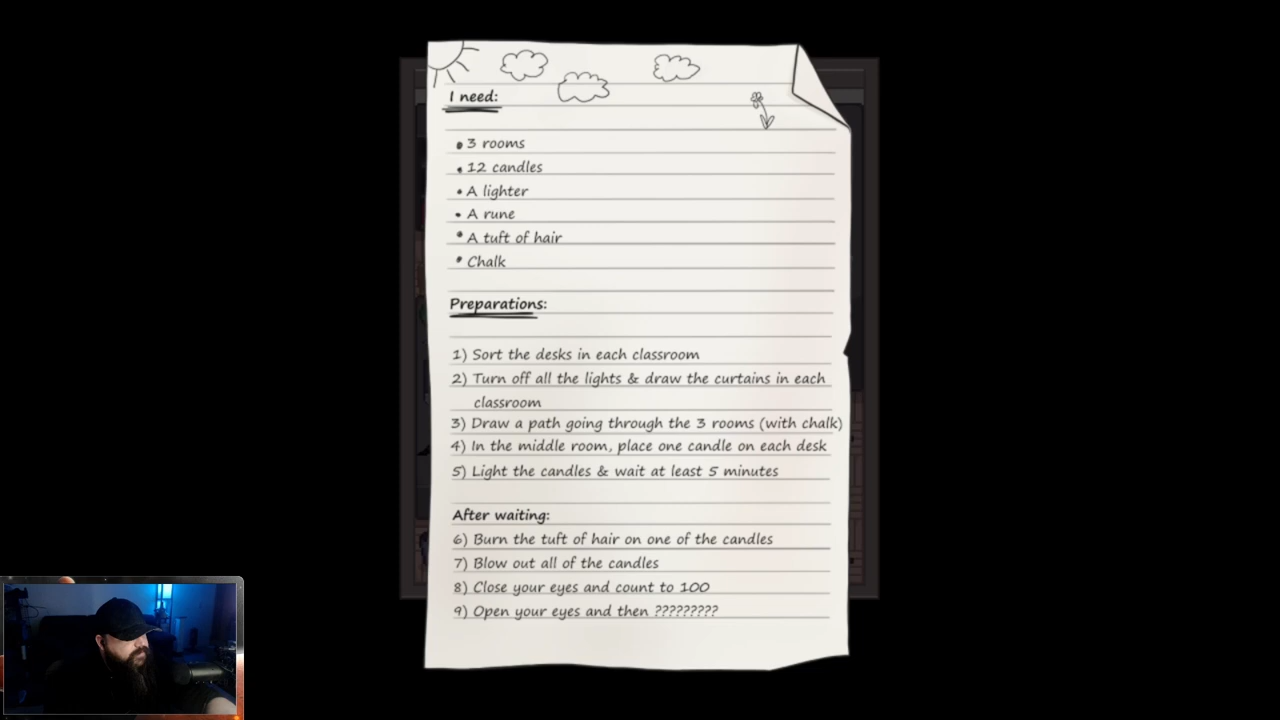 I need:
• 3 rooms
• 12 candles
• A lighter
• A rune
• A tuft of hair
• Chalk
Preparations:
1) Sort the desks in each classroom
2) Turn off all the lights & draw the curtains in each
classroom
3) Draw a path going through the 3 rooms (with chalk)
4) In the middle room, place one candle on each desk
5) Light the candles & wait at least 5 minutes
After waiting:
6) Burn the tuft of hair on one of the candles
7) Blow out all of the candles
8) Close your eyes and count to 100
9) Open your eyes and then ?????????